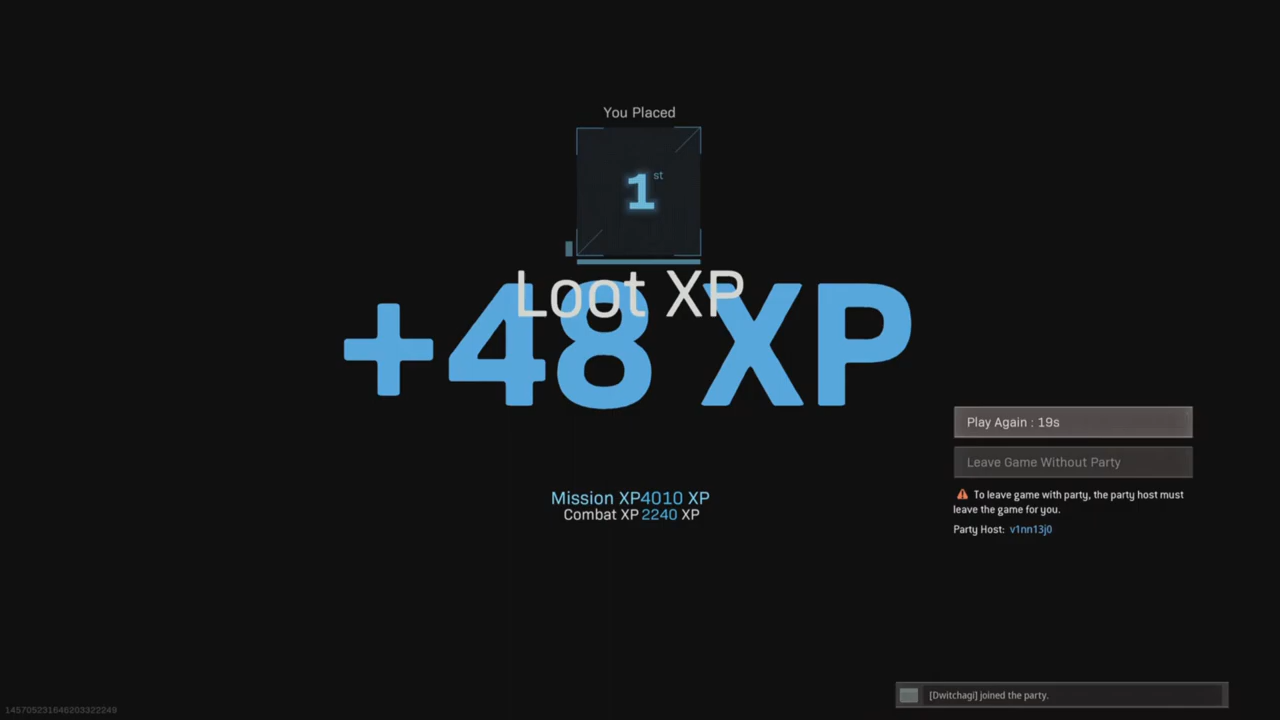 You Placed
1st
Loot XP
+48 XP
Play Again : 19s
Leave Game Without Party
To leave game with party, the party host must
leave the game for you.
Party Host: v1nn13j0
Mission XP4010 XP
Combat XP 2240 XP
[Dwitchagi] joined the party.
145705231646203322249